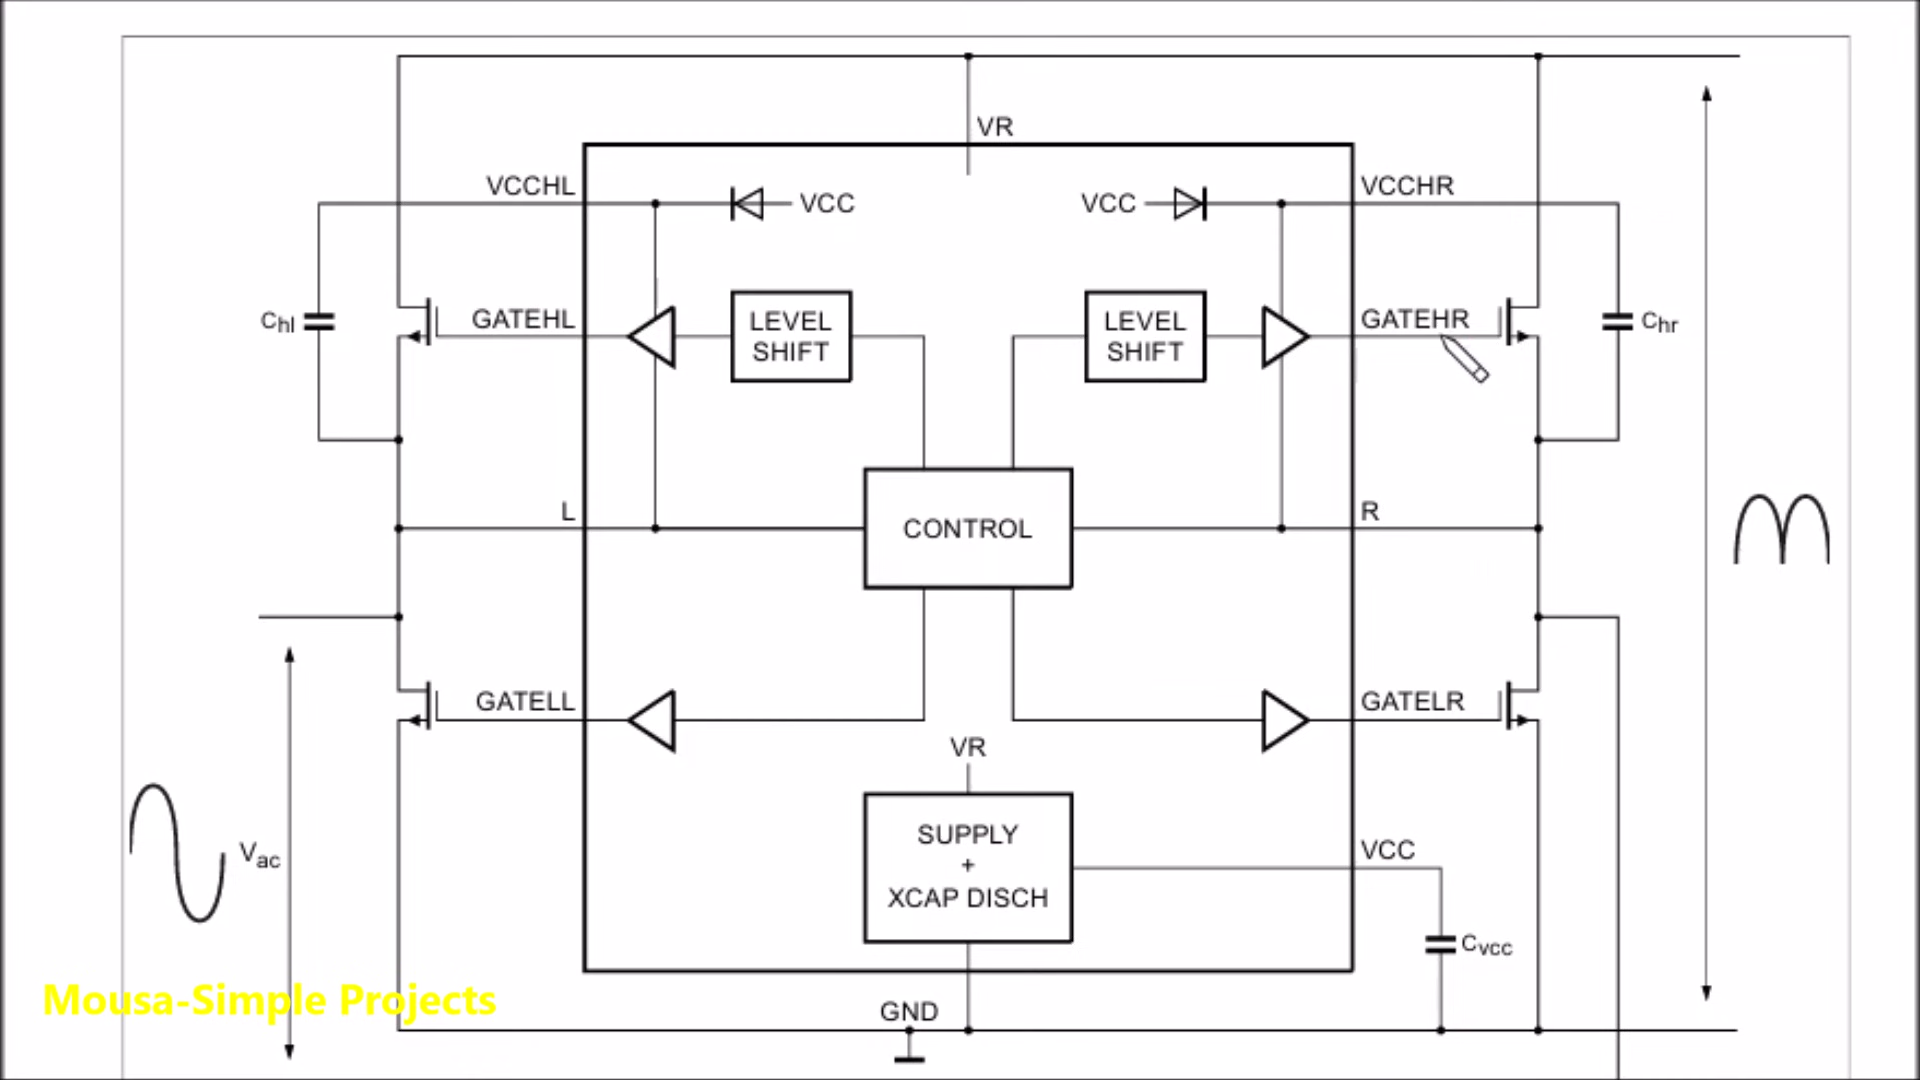 VR
VCCHL
VCC
VCC
VCCHR
Chl
GATEHL
LEVEL
SHIFT
LEVEL
SHIFT
GATEHR
Chr
L
CONTROL
R
GATELL
GATELR
VR
SUPPLY
+
XCAP DISCH
VCC
Vac
Cvcc
Mousa-Simple Projects
GND